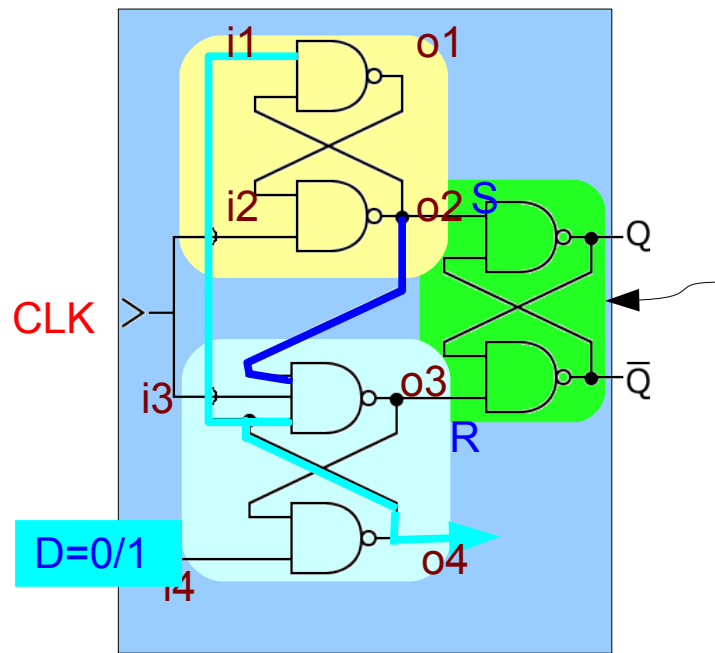 i1 o1
i2 o2 S
Q
CLK
Q̅
i3 o3
R
D=0/1
o4
i4